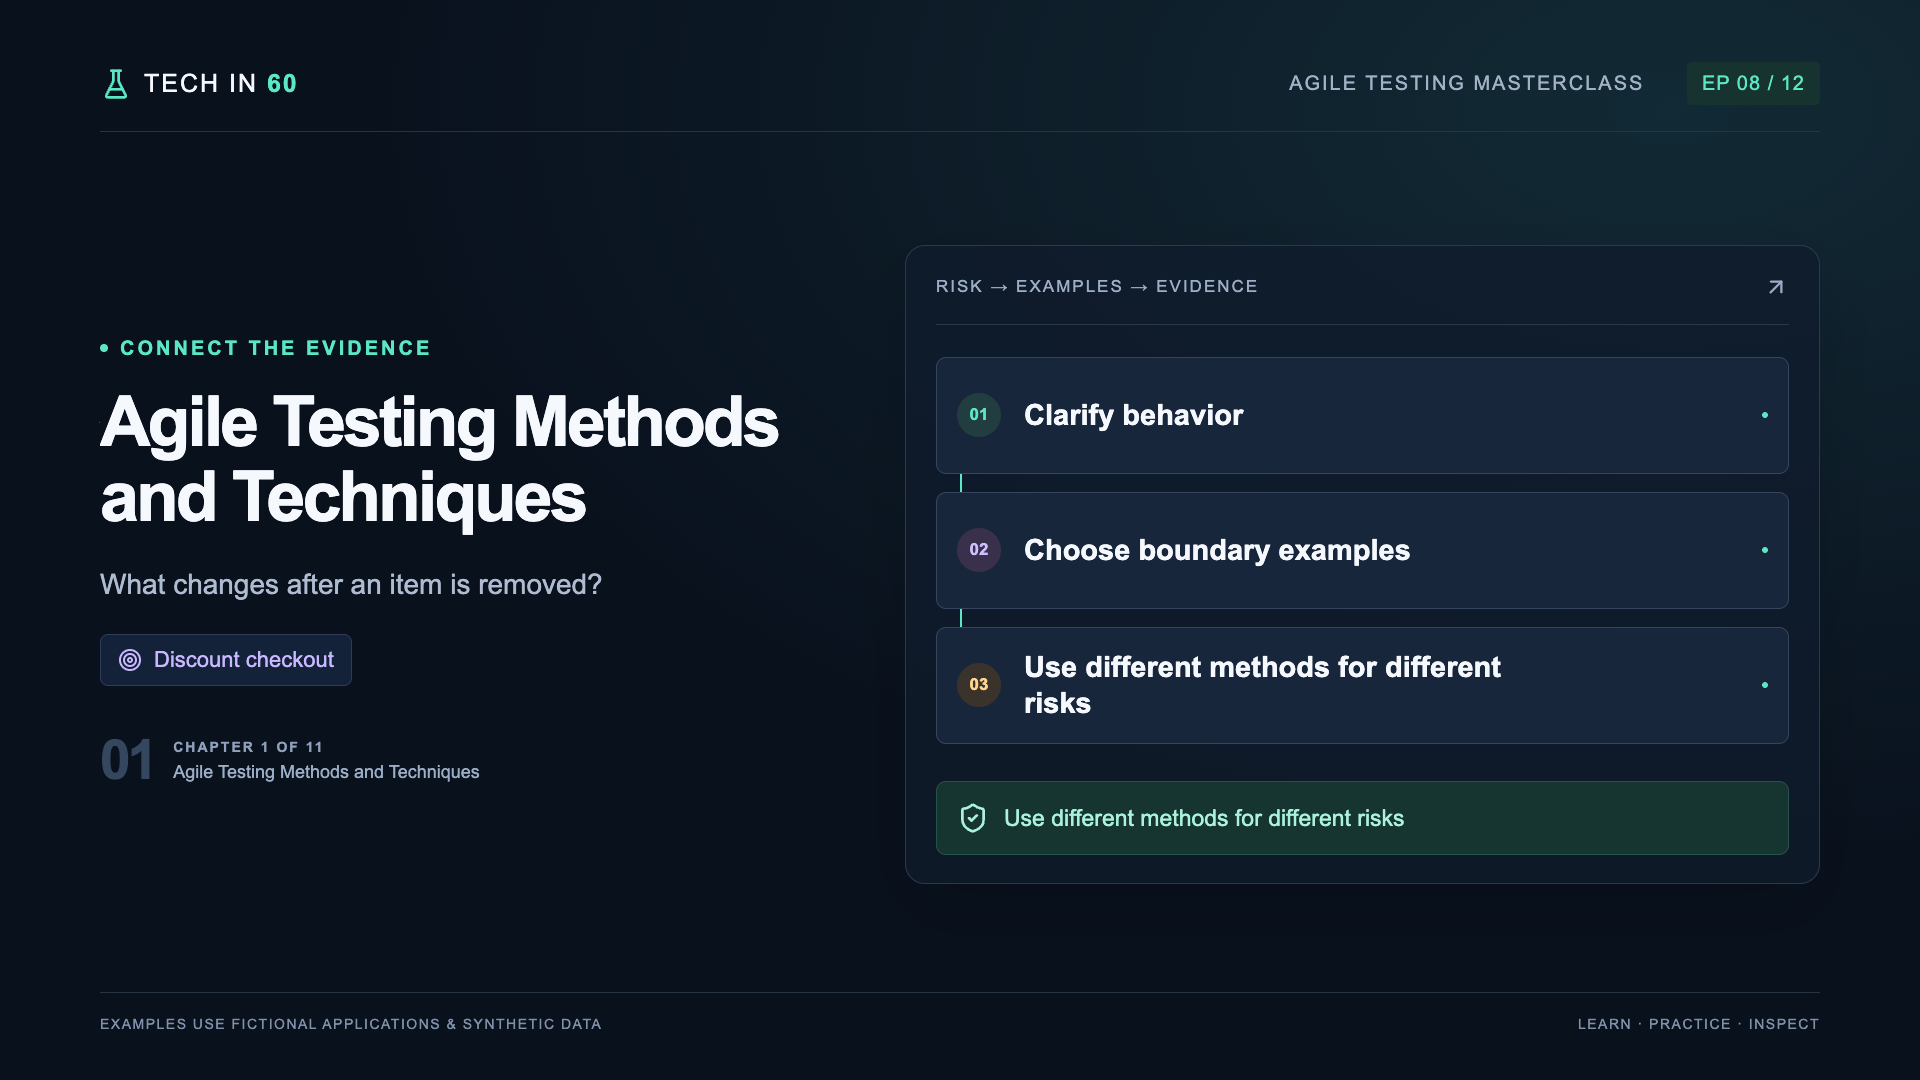 TECH IN 60
AGILE TESTING MASTERCLASS
EP 08 / 12
• CONNECT THE EVIDENCE
Agile Testing Methods
and Techniques
What changes after an item is removed?
Discount checkout
01
CHAPTER 1 OF 11
Agile Testing Methods and Techniques
RISK → EXAMPLES → EVIDENCE
01
Clarify behavior
02
Choose boundary examples
03
Use different methods for different
risks
Use different methods for different risks
EXAMPLES USE FICTIONAL APPLICATIONS & SYNTHETIC DATA
LEARN · PRACTICE · INSPECT